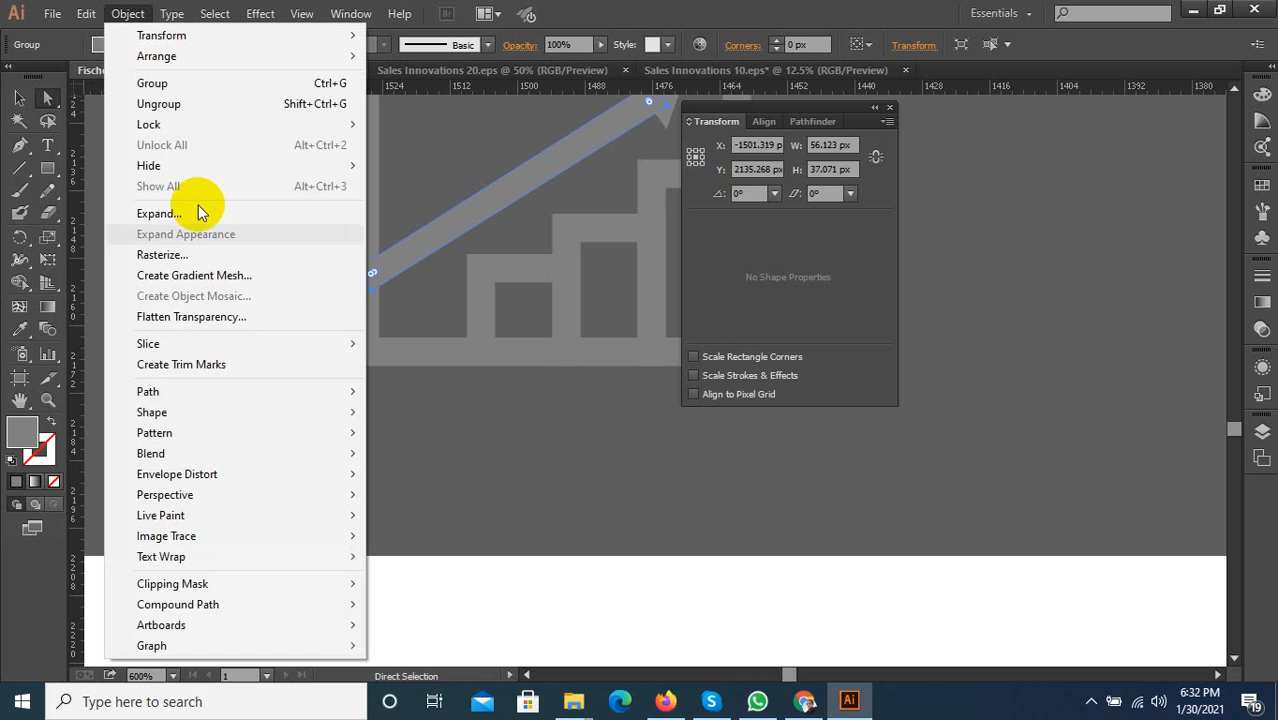 Ai File Edit Object Type Select Effect View Window Help Br Essentials
Group Basic Opacity: 100% Style: Corners: 0 px Transform
Fische Sales Innovations 20.eps @ 50% (RGB/Preview) × Sales Innovations 10.eps* @ 12.5% (RGB/Preview) ×
1524 1512 1500 1488 1476 1464 1452 1440 1428 1416 1404 1392 1380
Transform
Arrange
Group Ctrl+G
Ungroup Shift+Ctrl+G
Lock
Unlock All Alt+Ctrl+2
Hide
Show All Alt+Ctrl+3
Expand...
Expand Appearance
Rasterize...
Create Gradient Mesh...
Create Object Mosaic...
Flatten Transparency...
Slice
Create Trim Marks
Path
Shape
Pattern
Blend
Envelope Distort
Perspective
Live Paint
Image Trace
Text Wrap
Clipping Mask
Compound Path
Artboards
Graph
Transform Align Pathfinder
X: -1501.319 p W: 56.123 px
Y: 2135.268 px H: 37.071 px
0° 0°
No Shape Properties
Scale Rectangle Corners
Scale Strokes & Effects
Align to Pixel Grid
600% 1 Direct Selection
Type here to search
6:32 PM
1/30/2021
19